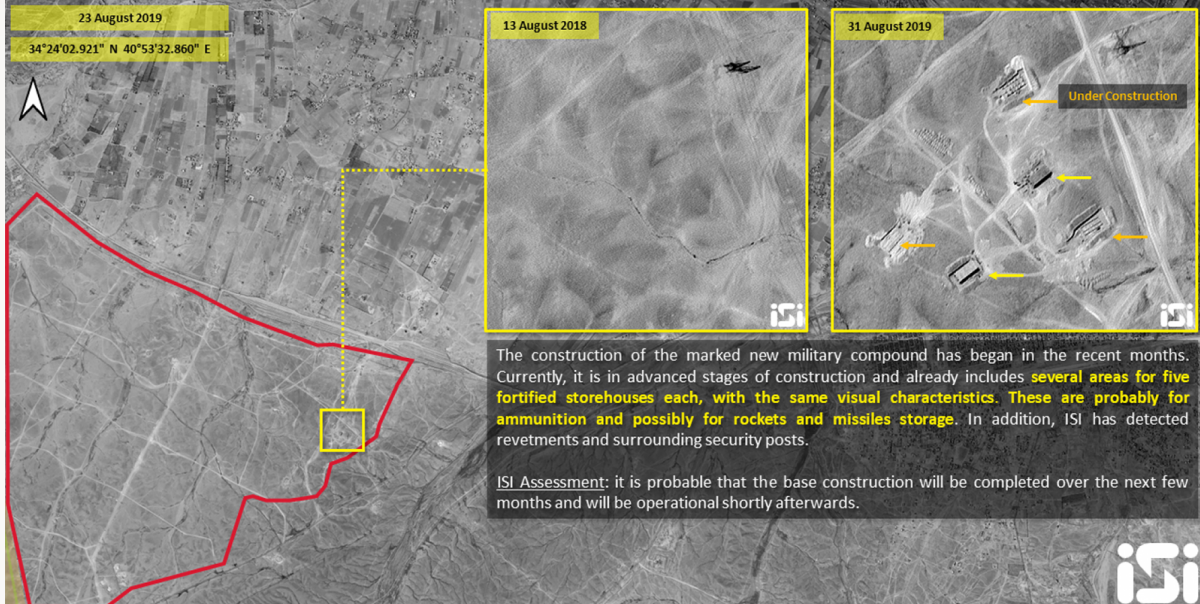 23 August 2019
34°24'02.921" N 40°53'32.860" E
13 August 2018
31 August 2019
Under Construction
iSi
iSi
The construction of the marked new military compound has began in the recent months.
Currently, it is in advanced stages of construction and already includes several areas for five
fortified storehouses each, with the same visual characteristics. These are probably for
ammunition and possibly for rockets and missiles storage. In addition, ISI has detected
revetments and surrounding security posts.
ISI Assessment: it is probable that the base construction will be completed over the next few
months and will be operational shortly afterwards.
iSi